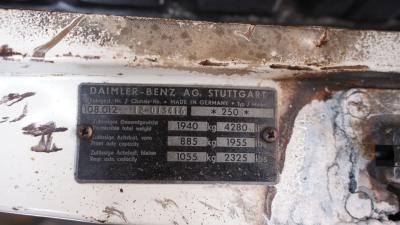 DAIMLER-BENZ AG. STUTTGART
Fahrgest. Nr. / Chassis-Nr. • MADE IN GERMANY • Typ / Model
* 250 *
Zulässiges Gesamtgewicht
Permissible total weight 1940 kg 4280 lbs
Zulässige Achslast, vorn
Front axle capacity 885 kg 1955 lbs
Zulässige Achslast, hinten
Rear axle capacity 1055 kg 2325 lbs